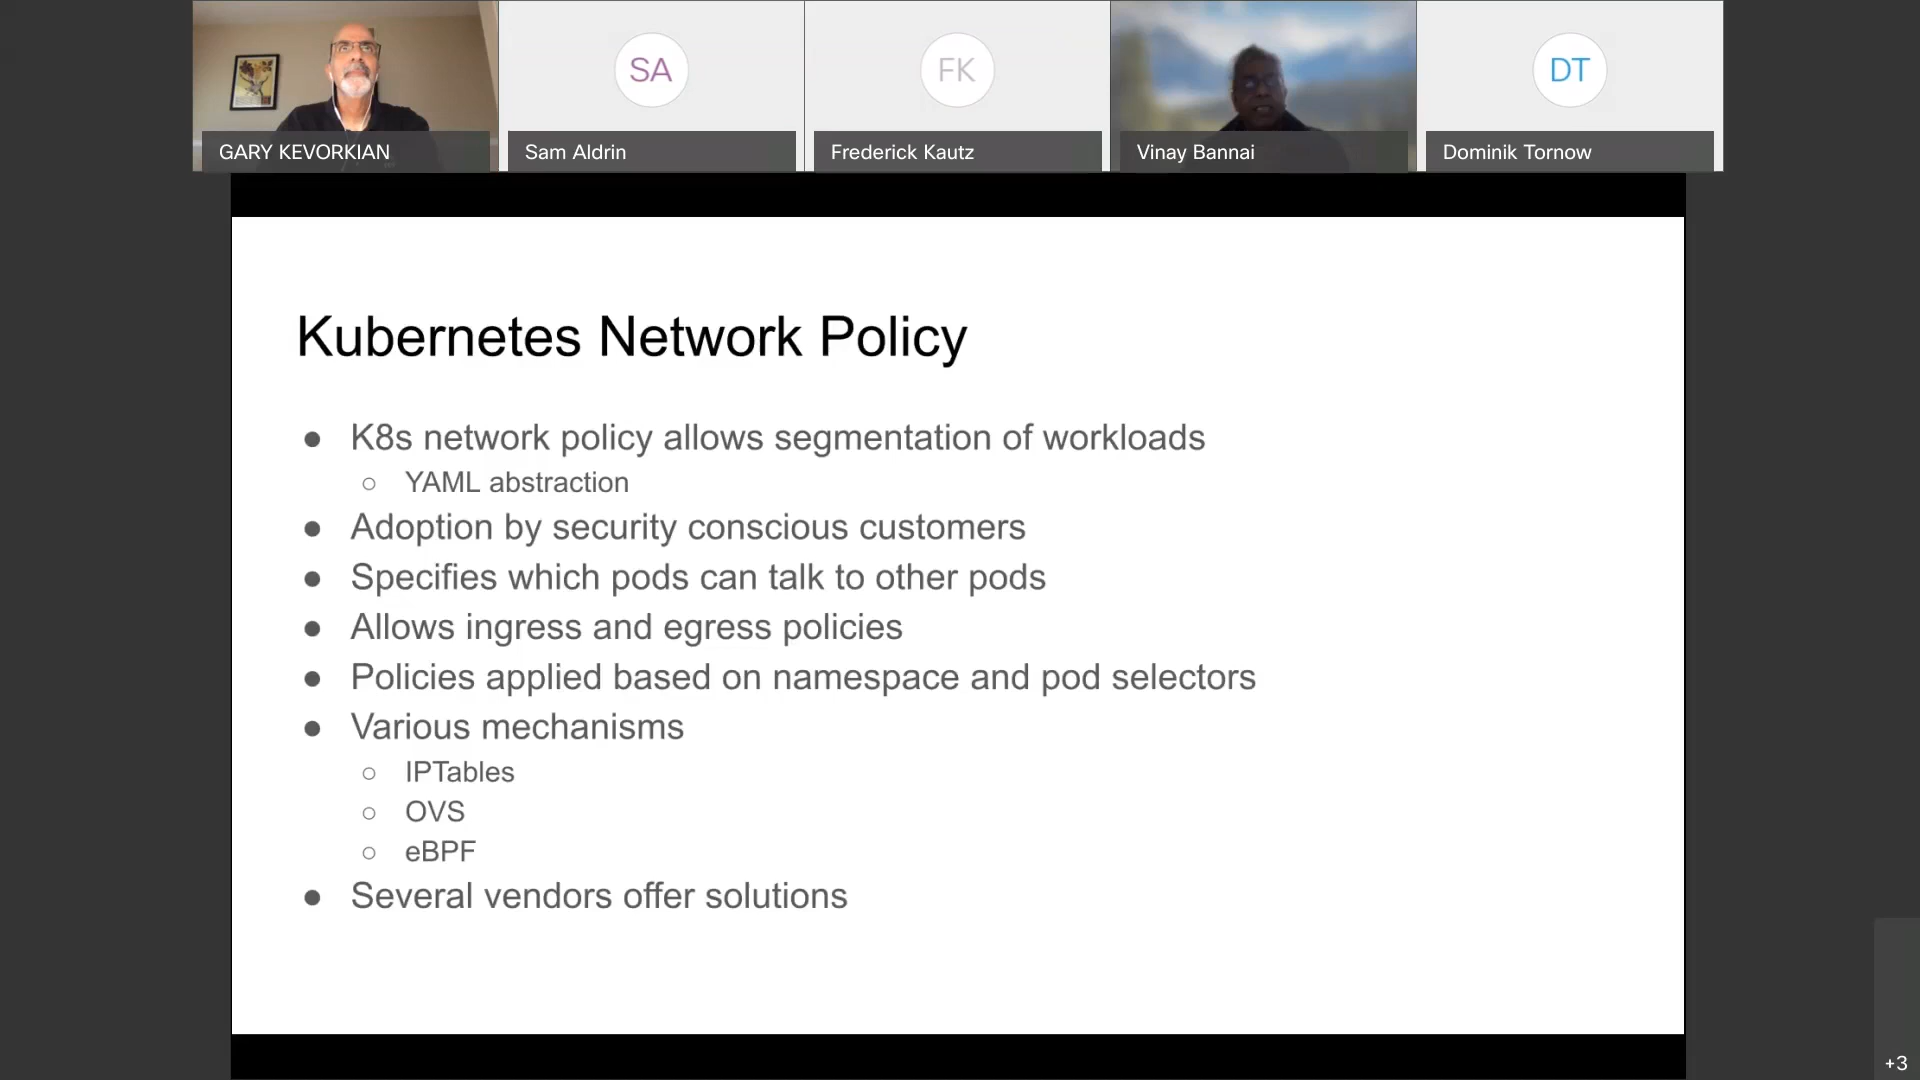 SA
FK
DT
GARY KEVORKIAN
Sam Aldrin
Frederick Kautz
Vinay Bannai
Dominik Tornow
Kubernetes Network Policy
● K8s network policy allows segmentation of workloads
○ YAML abstraction
● Adoption by security conscious customers
● Specifies which pods can talk to other pods
● Allows ingress and egress policies
● Policies applied based on namespace and pod selectors
● Various mechanisms
○ IPTables
○ OVS
○ eBPF
● Several vendors offer solutions
+3